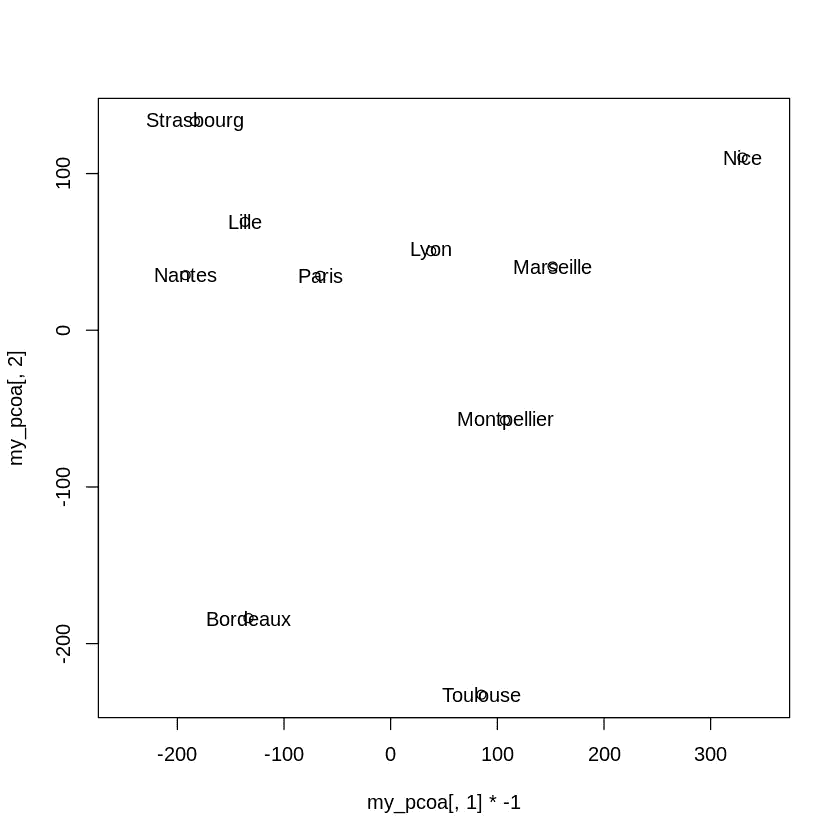 Strasbourg
Nice
Lille
Lyon
Marseille
Nantes
Paris
Montpellier
Bordeaux
Toulouse
100
0
-100
-200
my_pcoa[, 2]
-200 -100 0 100 200 300
my_pcoa[, 1] * -1